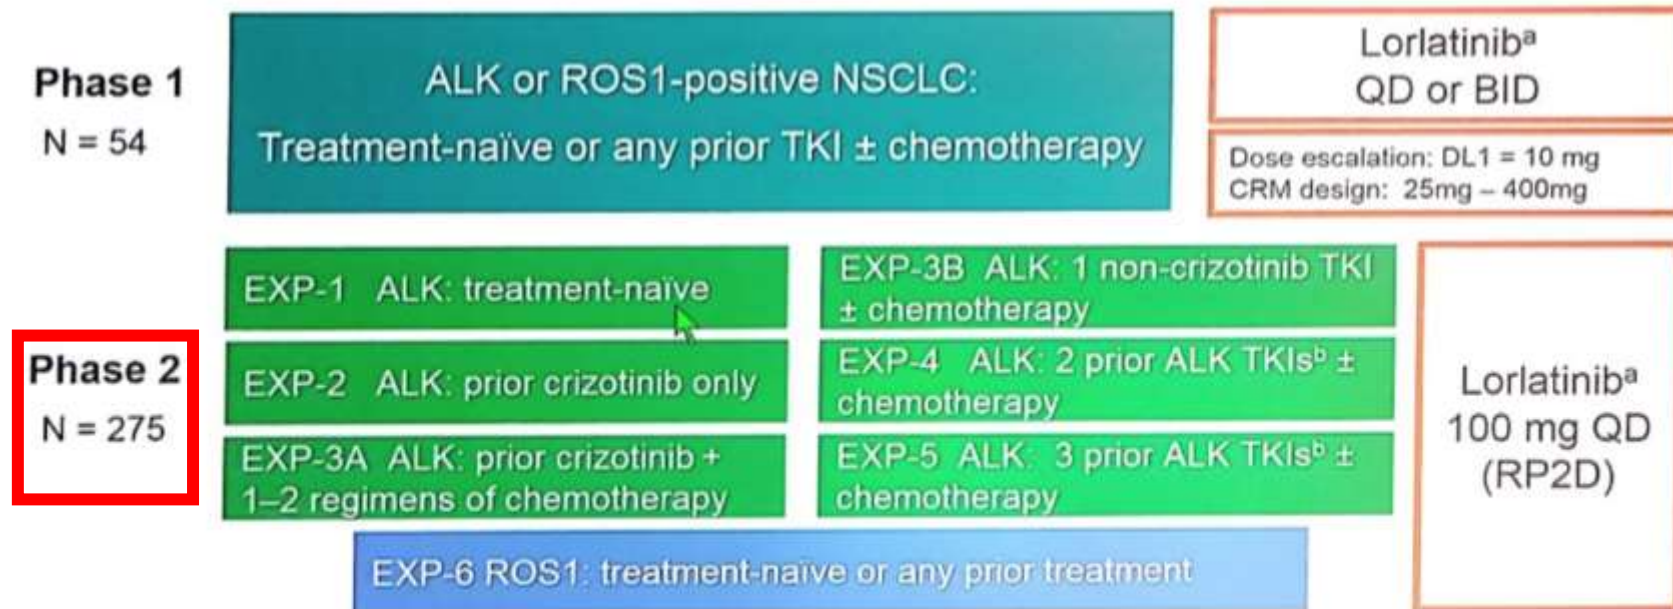 Phase 1
N = 54
ALK or ROS1-positive NSCLC:
Treatment-naïve or any prior TKI ± chemotherapy
Lorlatinibᵃ
QD or BID
Dose escalation: DL1 = 10 mg
CRM design: 25mg – 400mg
Phase 2
N = 275
EXP-1 ALK: treatment-naïve
EXP-2 ALK: prior crizotinib only
EXP-3A ALK: prior crizotinib +
1–2 regimens of chemotherapy
EXP-3B ALK: 1 non-crizotinib TKI
± chemotherapy
EXP-4 ALK: 2 prior ALK TKIsᵇ ±
chemotherapy
EXP-5 ALK: 3 prior ALK TKIsᵇ ±
chemotherapy
EXP-6 ROS1: treatment-naïve or any prior treatment
Lorlatinibᵃ
100 mg QD
(RP2D)